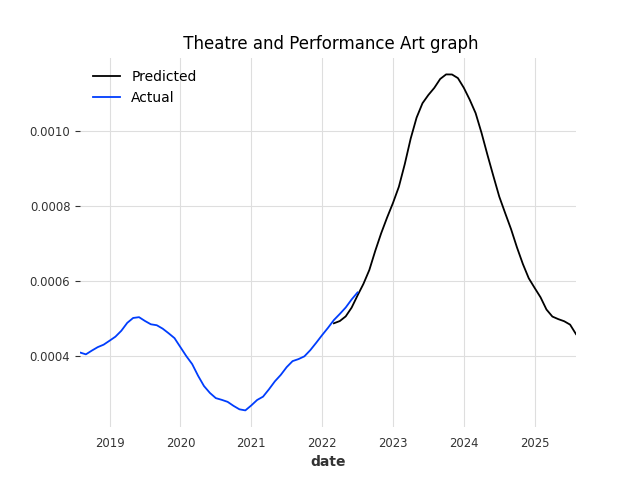 Theatre and Performance Art graph
Predicted
Actual
0.0010
0.0008
0.0006
0.0004
2019 2020 2021 2022 2023 2024 2025
date